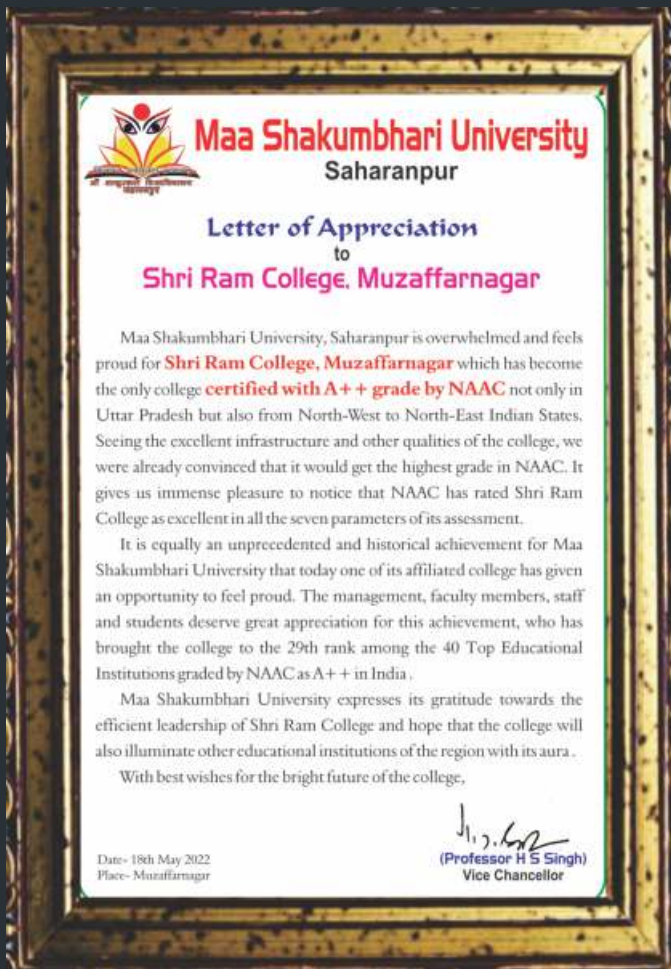 Maa Shakumbhari University
Saharanpur
Letter of Appreciation
to
Shri Ram College, Muzaffarnagar
Maa Shakumbhari University, Saharanpur is overwhelmed and feels
proud for Shri Ram College, Muzaffarnagar which has become
the only college certified with A++ grade by NAAC not only in
Uttar Pradesh but also from North-West to North-East Indian States.
Seeing the excellent infrastructure and other qualities of the college, we
were already convinced that it would get the highest grade in NAAC. It
gives us immense pleasure to notice that NAAC has rated Shri Ram
College as excellent in all the seven parameters of its assessment.
It is equally an unprecedented and historical achievement for Maa
Shakumbhari University that today one of its affiliated college has given
an opportunity to feel proud. The management, faculty members, staff
and students deserve great appreciation for this achievement, who has
brought the college to the 29th rank among the 40 Top Educational
Institutions graded by NAAC as A++ in India .
Maa Shakumbhari University expresses its gratitude towards the
efficient leadership of Shri Ram College and hope that the college will
also illuminate other educational institutions of the region with its aura .
With best wishes for the bright future of the college,
Date- 18th May 2022
Place- Muzaffarnagar
(Professor H S Singh)
Vice Chancellor